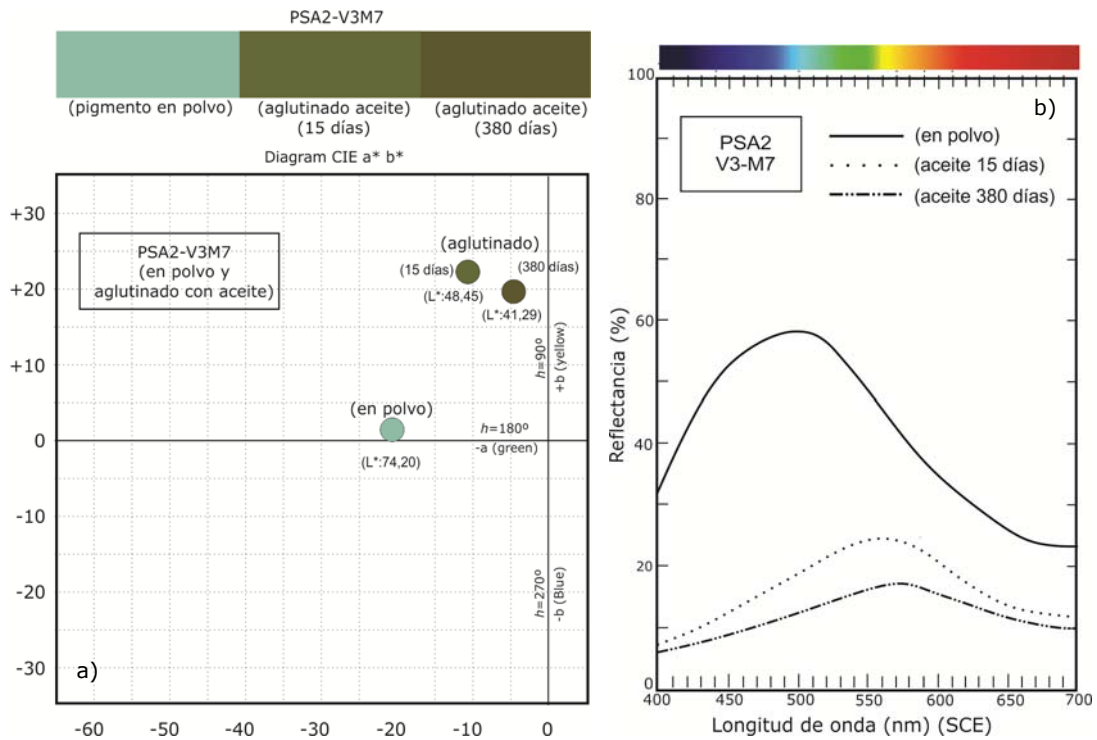 PSA2-V3M7
(pigmento en polvo)
(aglutinado aceite)
(15 días)
(aglutinado aceite)
(380 días)
Diagram CIE a* b*
+30
+20
+10
0
-10
-20
-30
PSA2-V3M7
(en polvo y
aglutinado con aceite)
(aglutinado)
(15 días)
(380 días)
(L*:48,45)
(L*:41,29)
h=90º
+b (yellow)
(en polvo)
h=180º
-a (green)
(L*:74,20)
h=270º
-b (Blue)
a)
-60
-50
-40
-30
-20
-10
0
b)
100
80
60
40
20
0
Reflectancia (%)
PSA2
V3-M7
(en polvo)
(aceite 15 días)
(aceite 380 días)
400
450
500
550
600
650
700
Longitud de onda (nm) (SCE)